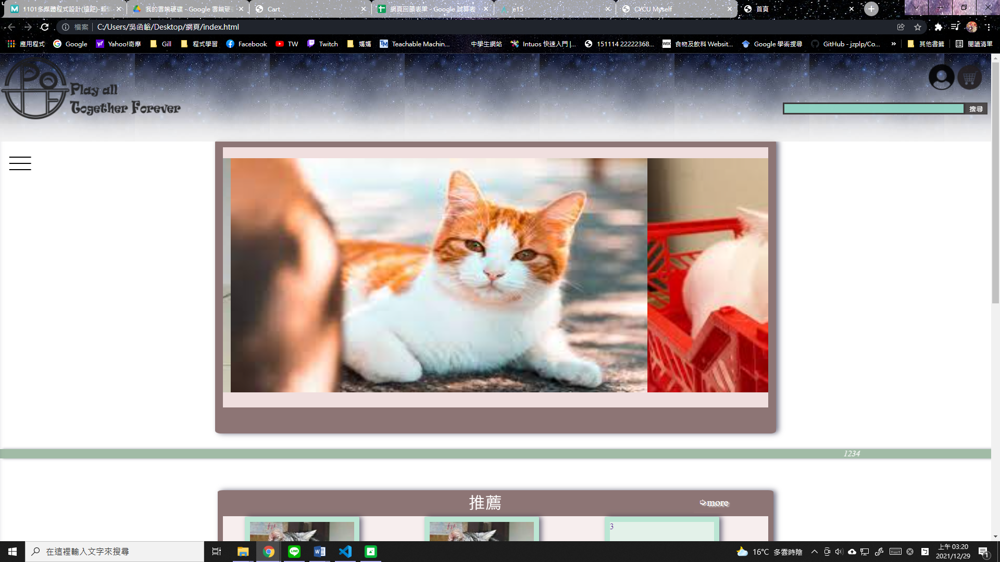 1101多媒體程式設計(遠距)-賴
我的雲端硬碟 - Google 雲端硬
Cart
網頁回饋表單 - Google 試算表
e15
CYCU Myself
首頁
檔案
C:/Users/吳函峪/Desktop/網頁/index.html
應用程式
Google
Yahoo!奇摩
Gill
程式學習
Facebook
TW
Twitch
媽媽
Teachable Machin...
中學生網站
Intuos 快速入門 |...
151114 22222368...
食物及飲料 Websit...
Google 學術搜尋
GitHub - jzplp/Co...
»
其他書籤
閱讀清單
Play all
Together Forever
搜尋
1234
推薦
➩more
3
在這裡輸入文字來搜尋
16°C 多雲時陰
上午 03:20
2021/12/29
1